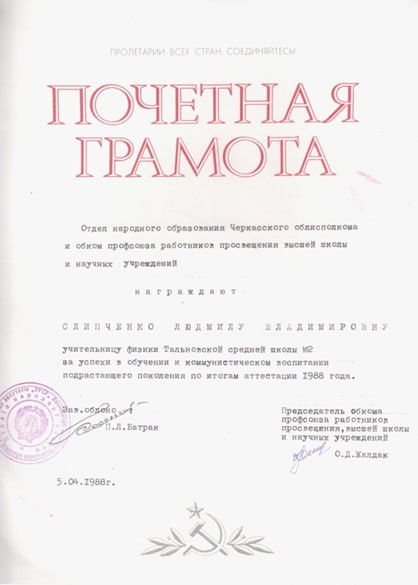 ПРОЛЕТАРИИ ВСЕХ СТРАН, СОЕДИНЯЙТЕСЬ!
ПОЧЕТНАЯ
ГРАМОТА
Отдел народного образования Черкасского облисполкома
и обком профсоюза работников просвещения высшей школы
и научных учреждений
награждают
СЛИПЧЕНКО ЛЮДМИЛУ ВЛАДИМИРОВНУ
учительницу физики Тальновской средней школы №2
за успехи в обучении и коммунистическом воспитании
подрастающего поколения по итогам аттестации 1988 года.
Зав.облоно:
П.Л.Батрак
Председатель обкома
профсоюза работников
просвещения,высшей школы
и научных учреждений
О.Д.Жалдак
5.04.1988г.